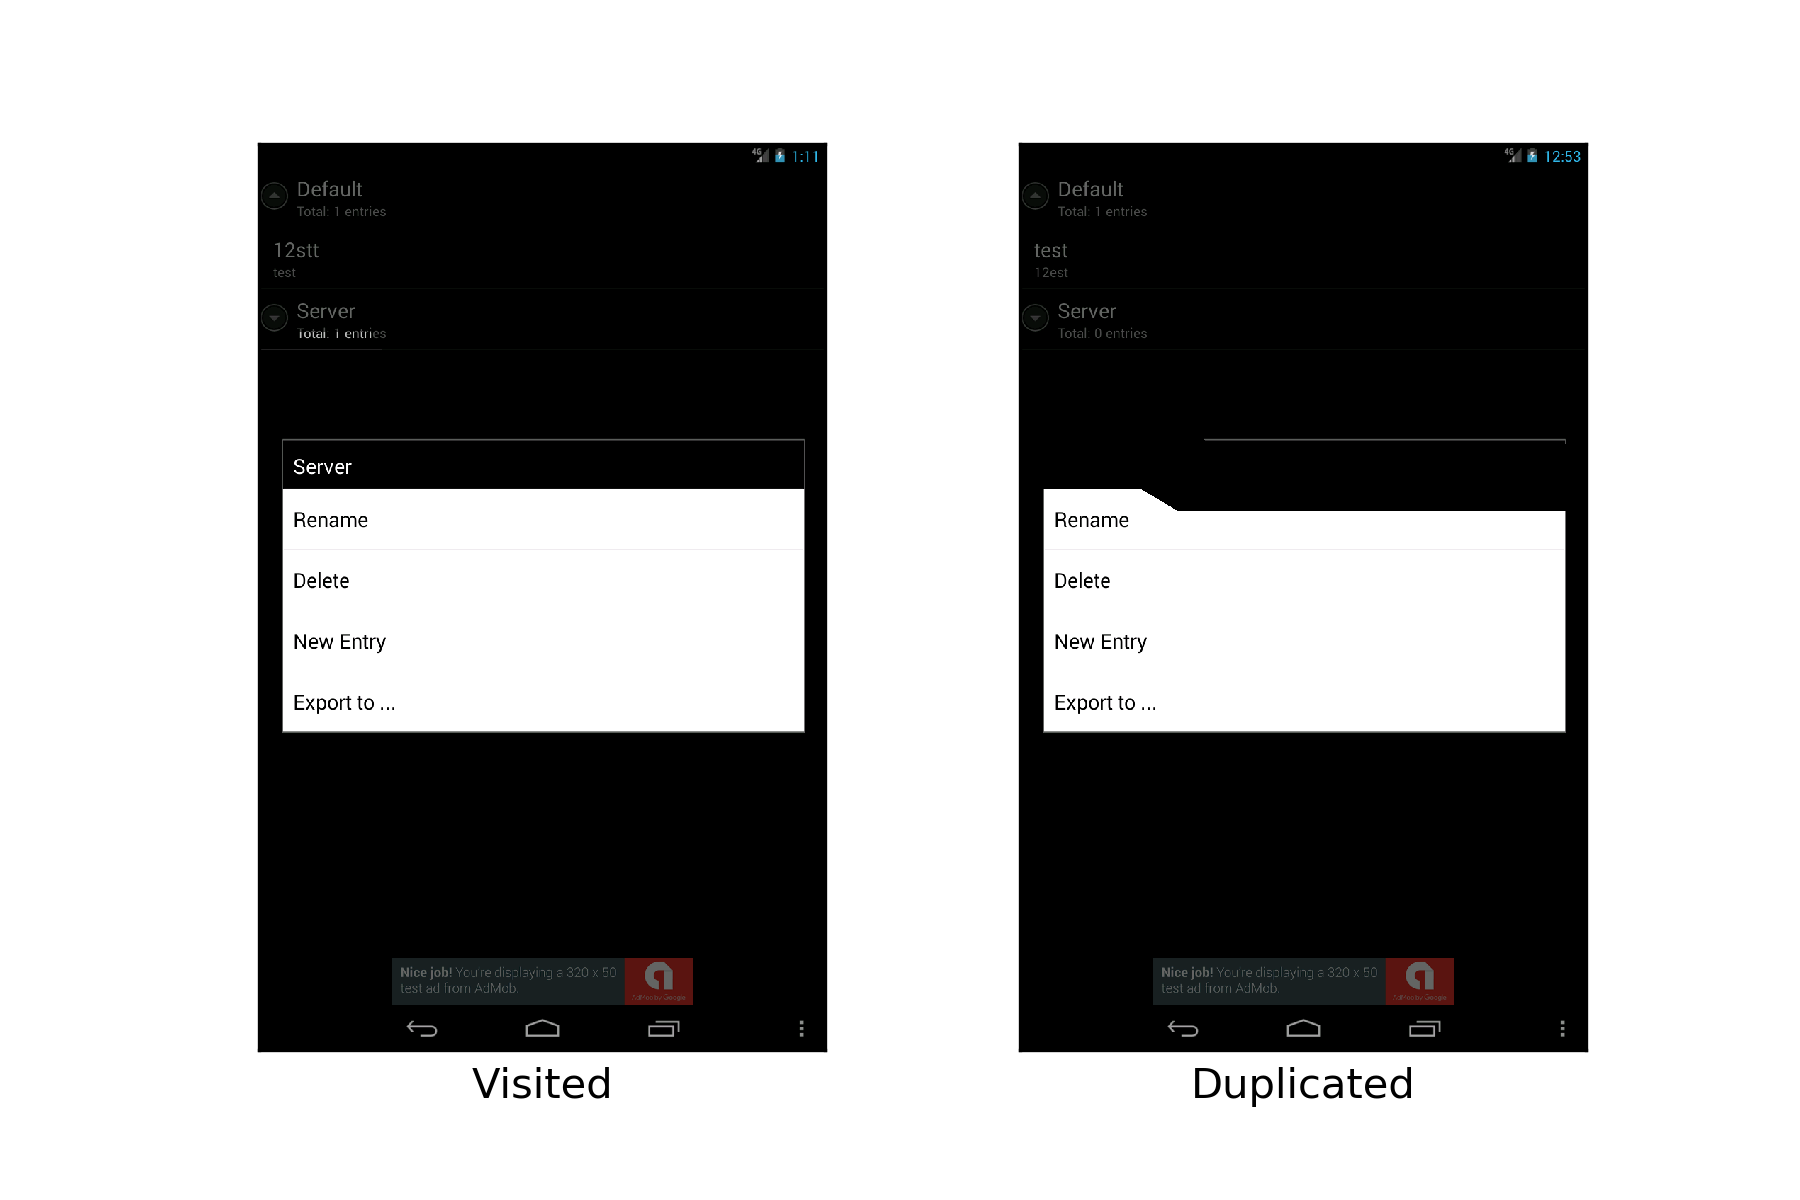 4G 1:11
Default
Total: 1 entries
12stt
test
Server
Total: 1 entries
Server
Rename
Delete
New Entry
Export to ...
Nice job! You're displaying a 320 x 50
test ad from AdMob.
AdMob by Google
Visited
4G 12:53
Default
Total: 1 entries
test
12est
Server
Total: 0 entries
Rename
Delete
New Entry
Export to ...
Nice job! You're displaying a 320 x 50
test ad from AdMob.
AdMob by Google
Duplicated